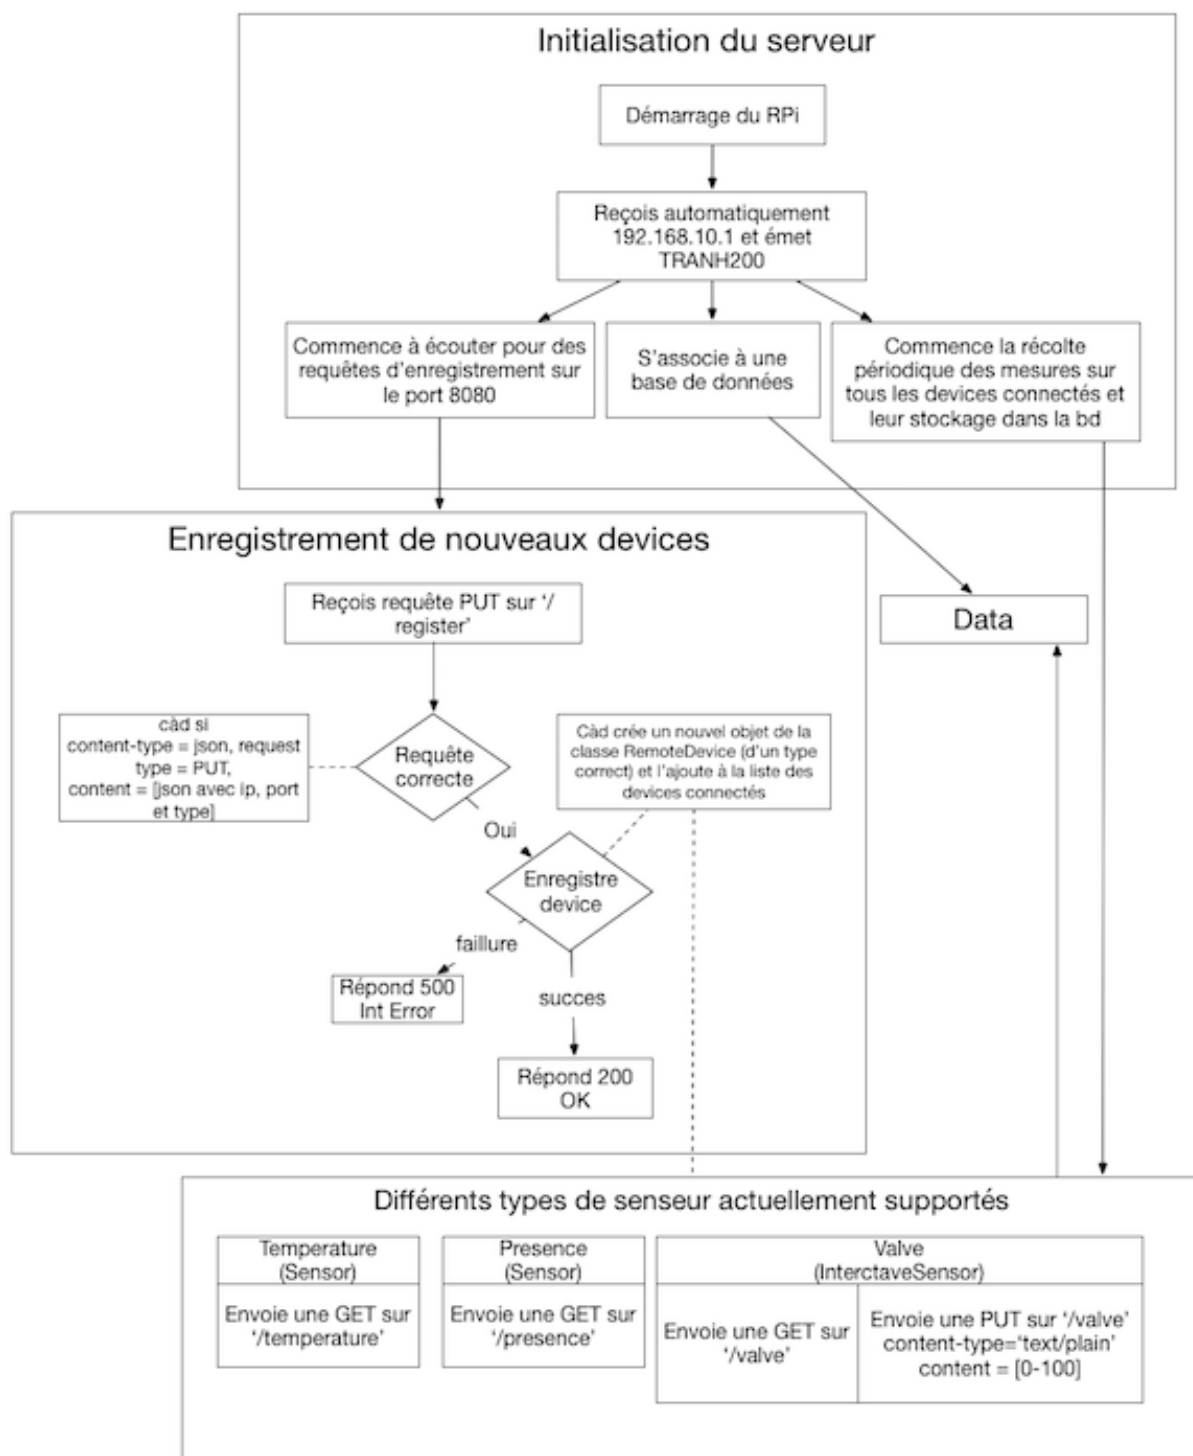 Initialisation du serveur
Démarrage du RPi
Reçois automatiquement
192.168.10.1 et émet
TRANH200
Commence à écouter pour des
requêtes d'enregistrement sur
le port 8080
S'associe à une
base de données
Commence la récolte
périodique des mesures sur
tous les devices connectés et
leur stockage dans la bd
Enregistrement de nouveaux devices
Reçois requête PUT sur '/
register'
Data
càd si
content-type = json, request
type = PUT,
content = [json avec ip, port
et type]
Requête
correcte
Càd crée un nouvel objet de la
classe RemoteDevice (d'un type
correct) et l'ajoute à la liste des
devices connectés
Oui
Enregistre
device
faillure
Répond 500
Int Error
succes
Répond 200
OK
Différents types de senseur actuellement supportés
Temperature
(Sensor)
Envoie une GET sur
'/temperature'
Presence
(Sensor)
Envoie une GET sur
'/presence'
Valve
(InterctaveSensor)
Envoie une GET sur
'/valve'
Envoie une PUT sur '/valve'
content-type='text/plain'
content = [0-100]